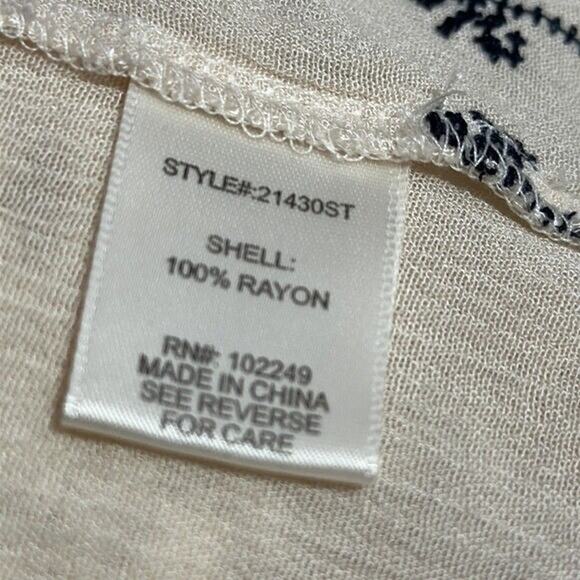 STYLE#:21430ST
SHELL:
100% RAYON
RN#: 102249
MADE IN CHINA
SEE REVERSE
FOR CARE